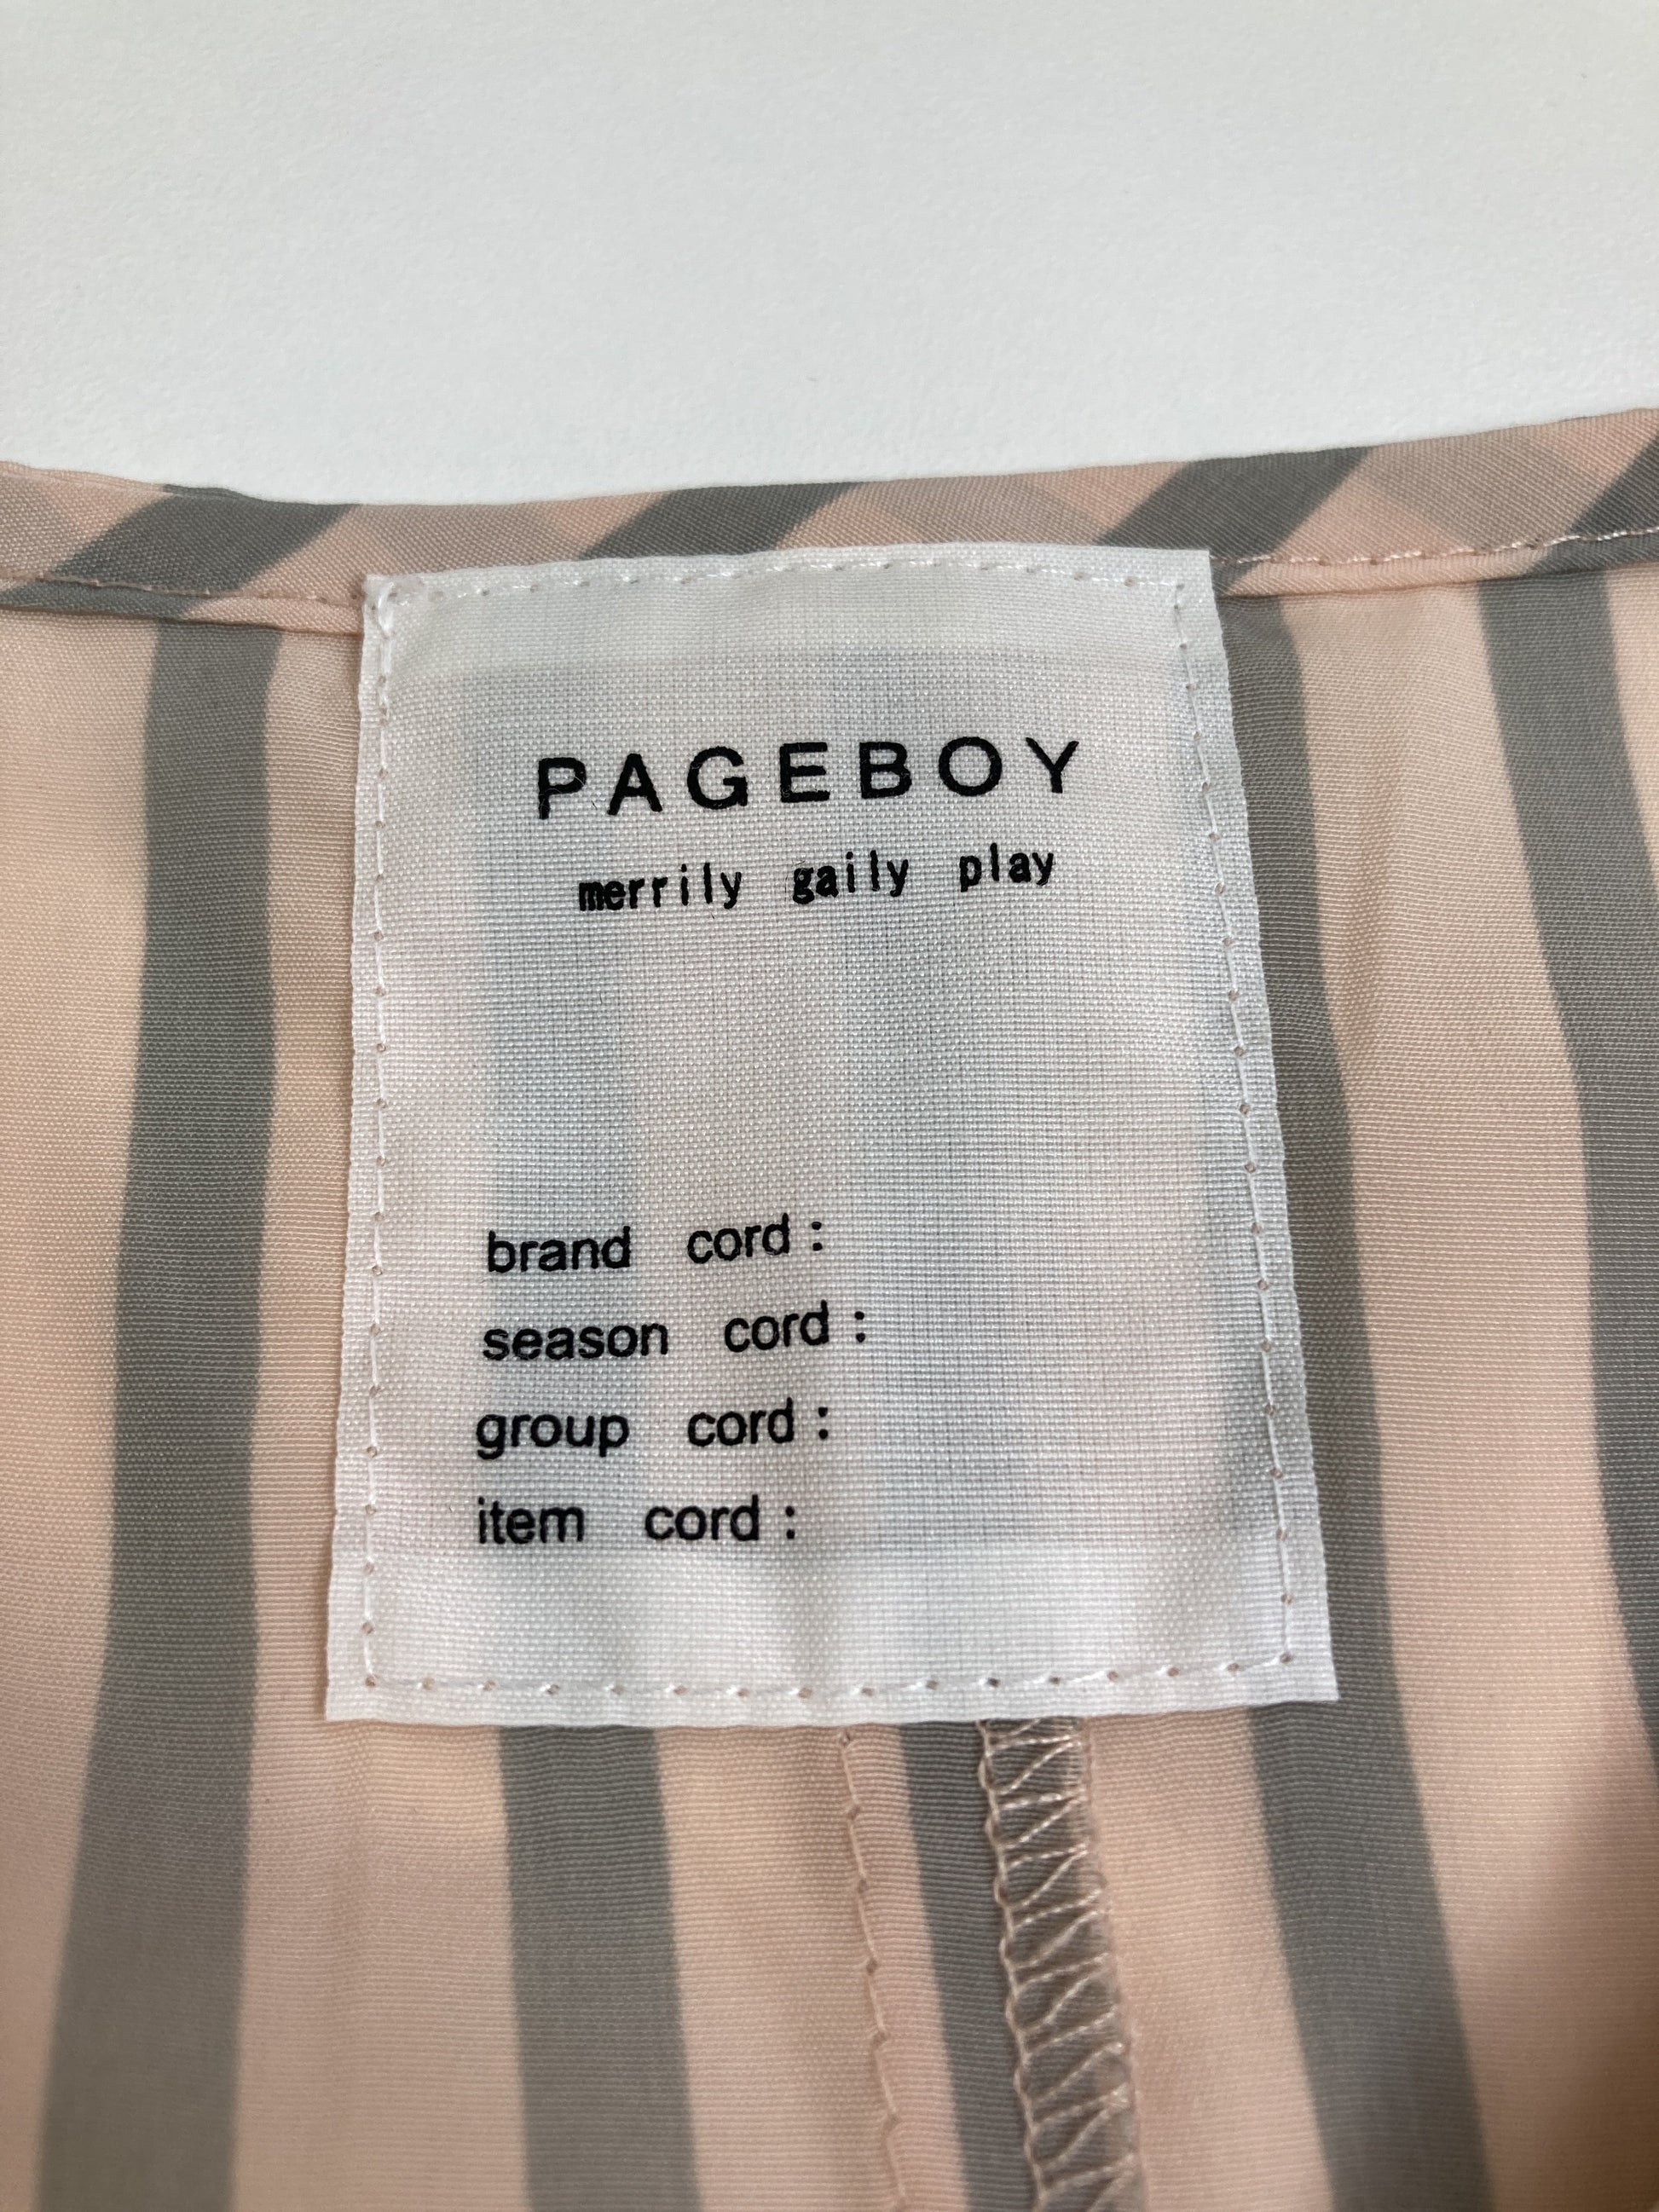 PAGEBOY
merrily gaily play
brand cord :
season cord :
group cord :
item cord :